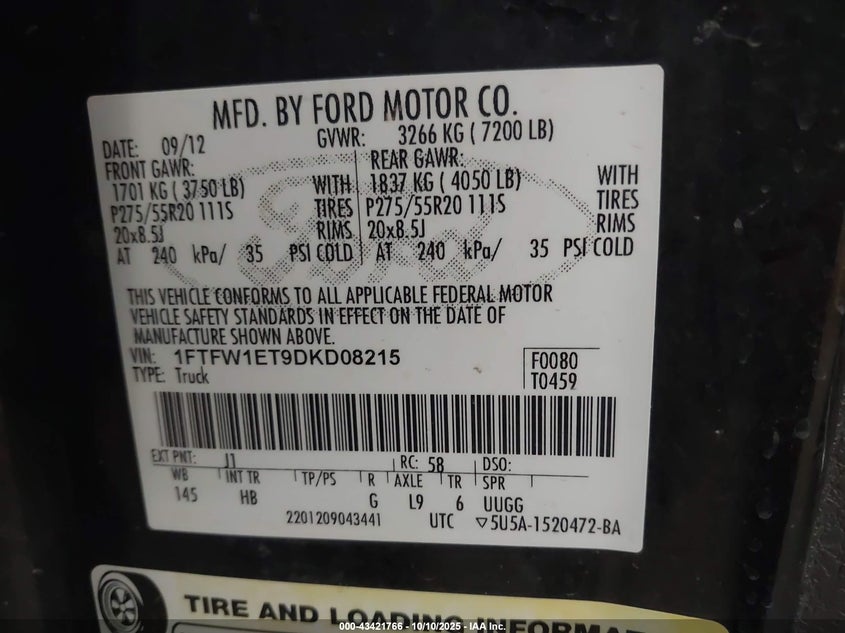 MFD. BY FORD MOTOR CO.
DATE: 09/12 GVWR: 3266 KG ( 7200 LB)
FRONT GAWR: REAR GAWR:
1701 KG ( 3750 LB) WITH 1837 KG ( 4050 LB) WITH
P275/55R20 111S TIRES P275/55R20 111S TIRES
20x8.5J RIMS 20x8.5J RIMS
AT 240 kPa/ 35 PSI COLD AT 240 kPa/ 35 PSI COLD
Ford
THIS VEHICLE CONFORMS TO ALL APPLICABLE FEDERAL MOTOR
VEHICLE SAFETY STANDARDS IN EFFECT ON THE DATE OF
MANUFACTURE SHOWN ABOVE.
VIN: 1FTFW1ET9DKD08215 F0080
TYPE: Truck T0459
EXT PNT: JJ RC: 58 DSO:
WB INT TR TP/PS R AXLE TR SPR
145 HB G L9 6 UUGG
2201209043441 UTC ▽5U5A-1520472-BA
TIRE AND LOADING INFORMATION
000-43421766 - 10/10/2025 - IAA Inc.